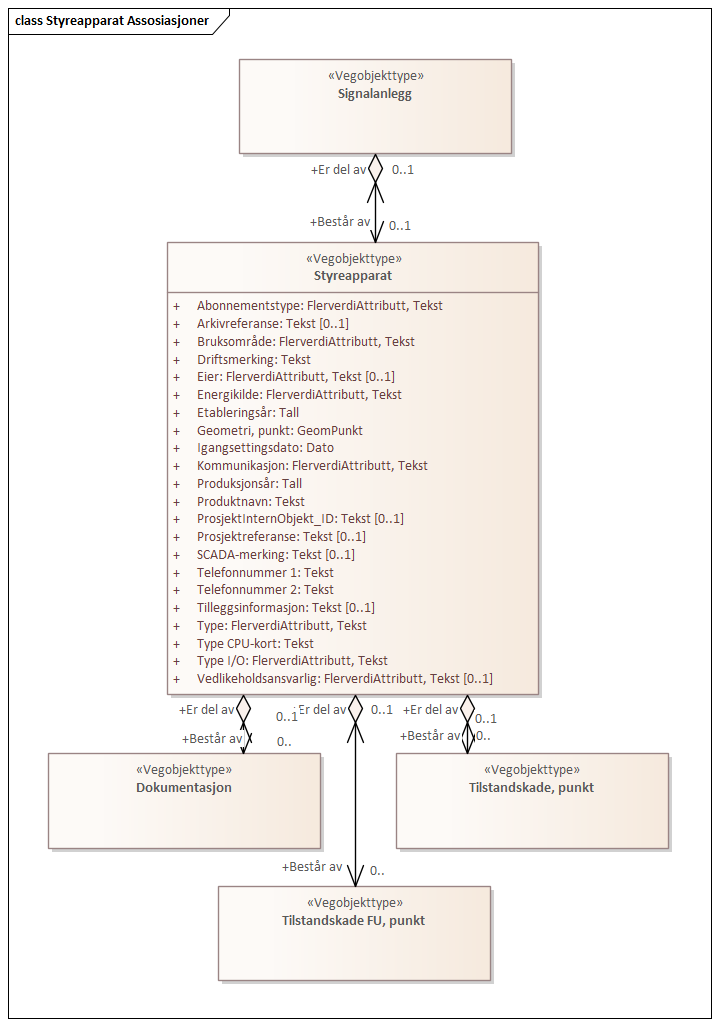 class Styreapparat Assosiasjoner
«Vegobjekttype»
Signalanlegg
+Er del av
0..1
+Består av
0..1
«Vegobjekttype»
Styreapparat
+ Abonnementstype: FlerverdiAttributt, Tekst
+ Arkivreferanse: Tekst [0..1]
+ Bruksområde: FlerverdiAttributt, Tekst
+ Driftsmerking: Tekst
+ Eier: FlerverdiAttributt, Tekst [0..1]
+ Energikilde: FlerverdiAttributt, Tekst
+ Etableringsår: Tall
+ Geometri, punkt: GeomPunkt
+ Igangsettingsdato: Dato
+ Kommunikasjon: FlerverdiAttributt, Tekst
+ Produksjonsår: Tall
+ Produktnavn: Tekst
+ ProsjektInternObjekt_ID: Tekst [0..1]
+ Prosjektreferanse: Tekst [0..1]
+ SCADA-merking: Tekst [0..1]
+ Telefonnummer 1: Tekst
+ Telefonnummer 2: Tekst
+ Tilleggsinformasjon: Tekst [0..1]
+ Type: FlerverdiAttributt, Tekst
+ Type CPU-kort: Tekst
+ Type I/O: FlerverdiAttributt, Tekst
+ Vedlikeholdsansvarlig: FlerverdiAttributt, Tekst [0..1]
+Er del av
0..1
Er del av
0..1
+Er del av
0..1
+Består av
0..
+Består av
0..
«Vegobjekttype»
Dokumentasjon
«Vegobjekttype»
Tilstandskade, punkt
+Består av
0..
«Vegobjekttype»
Tilstandskade FU, punkt